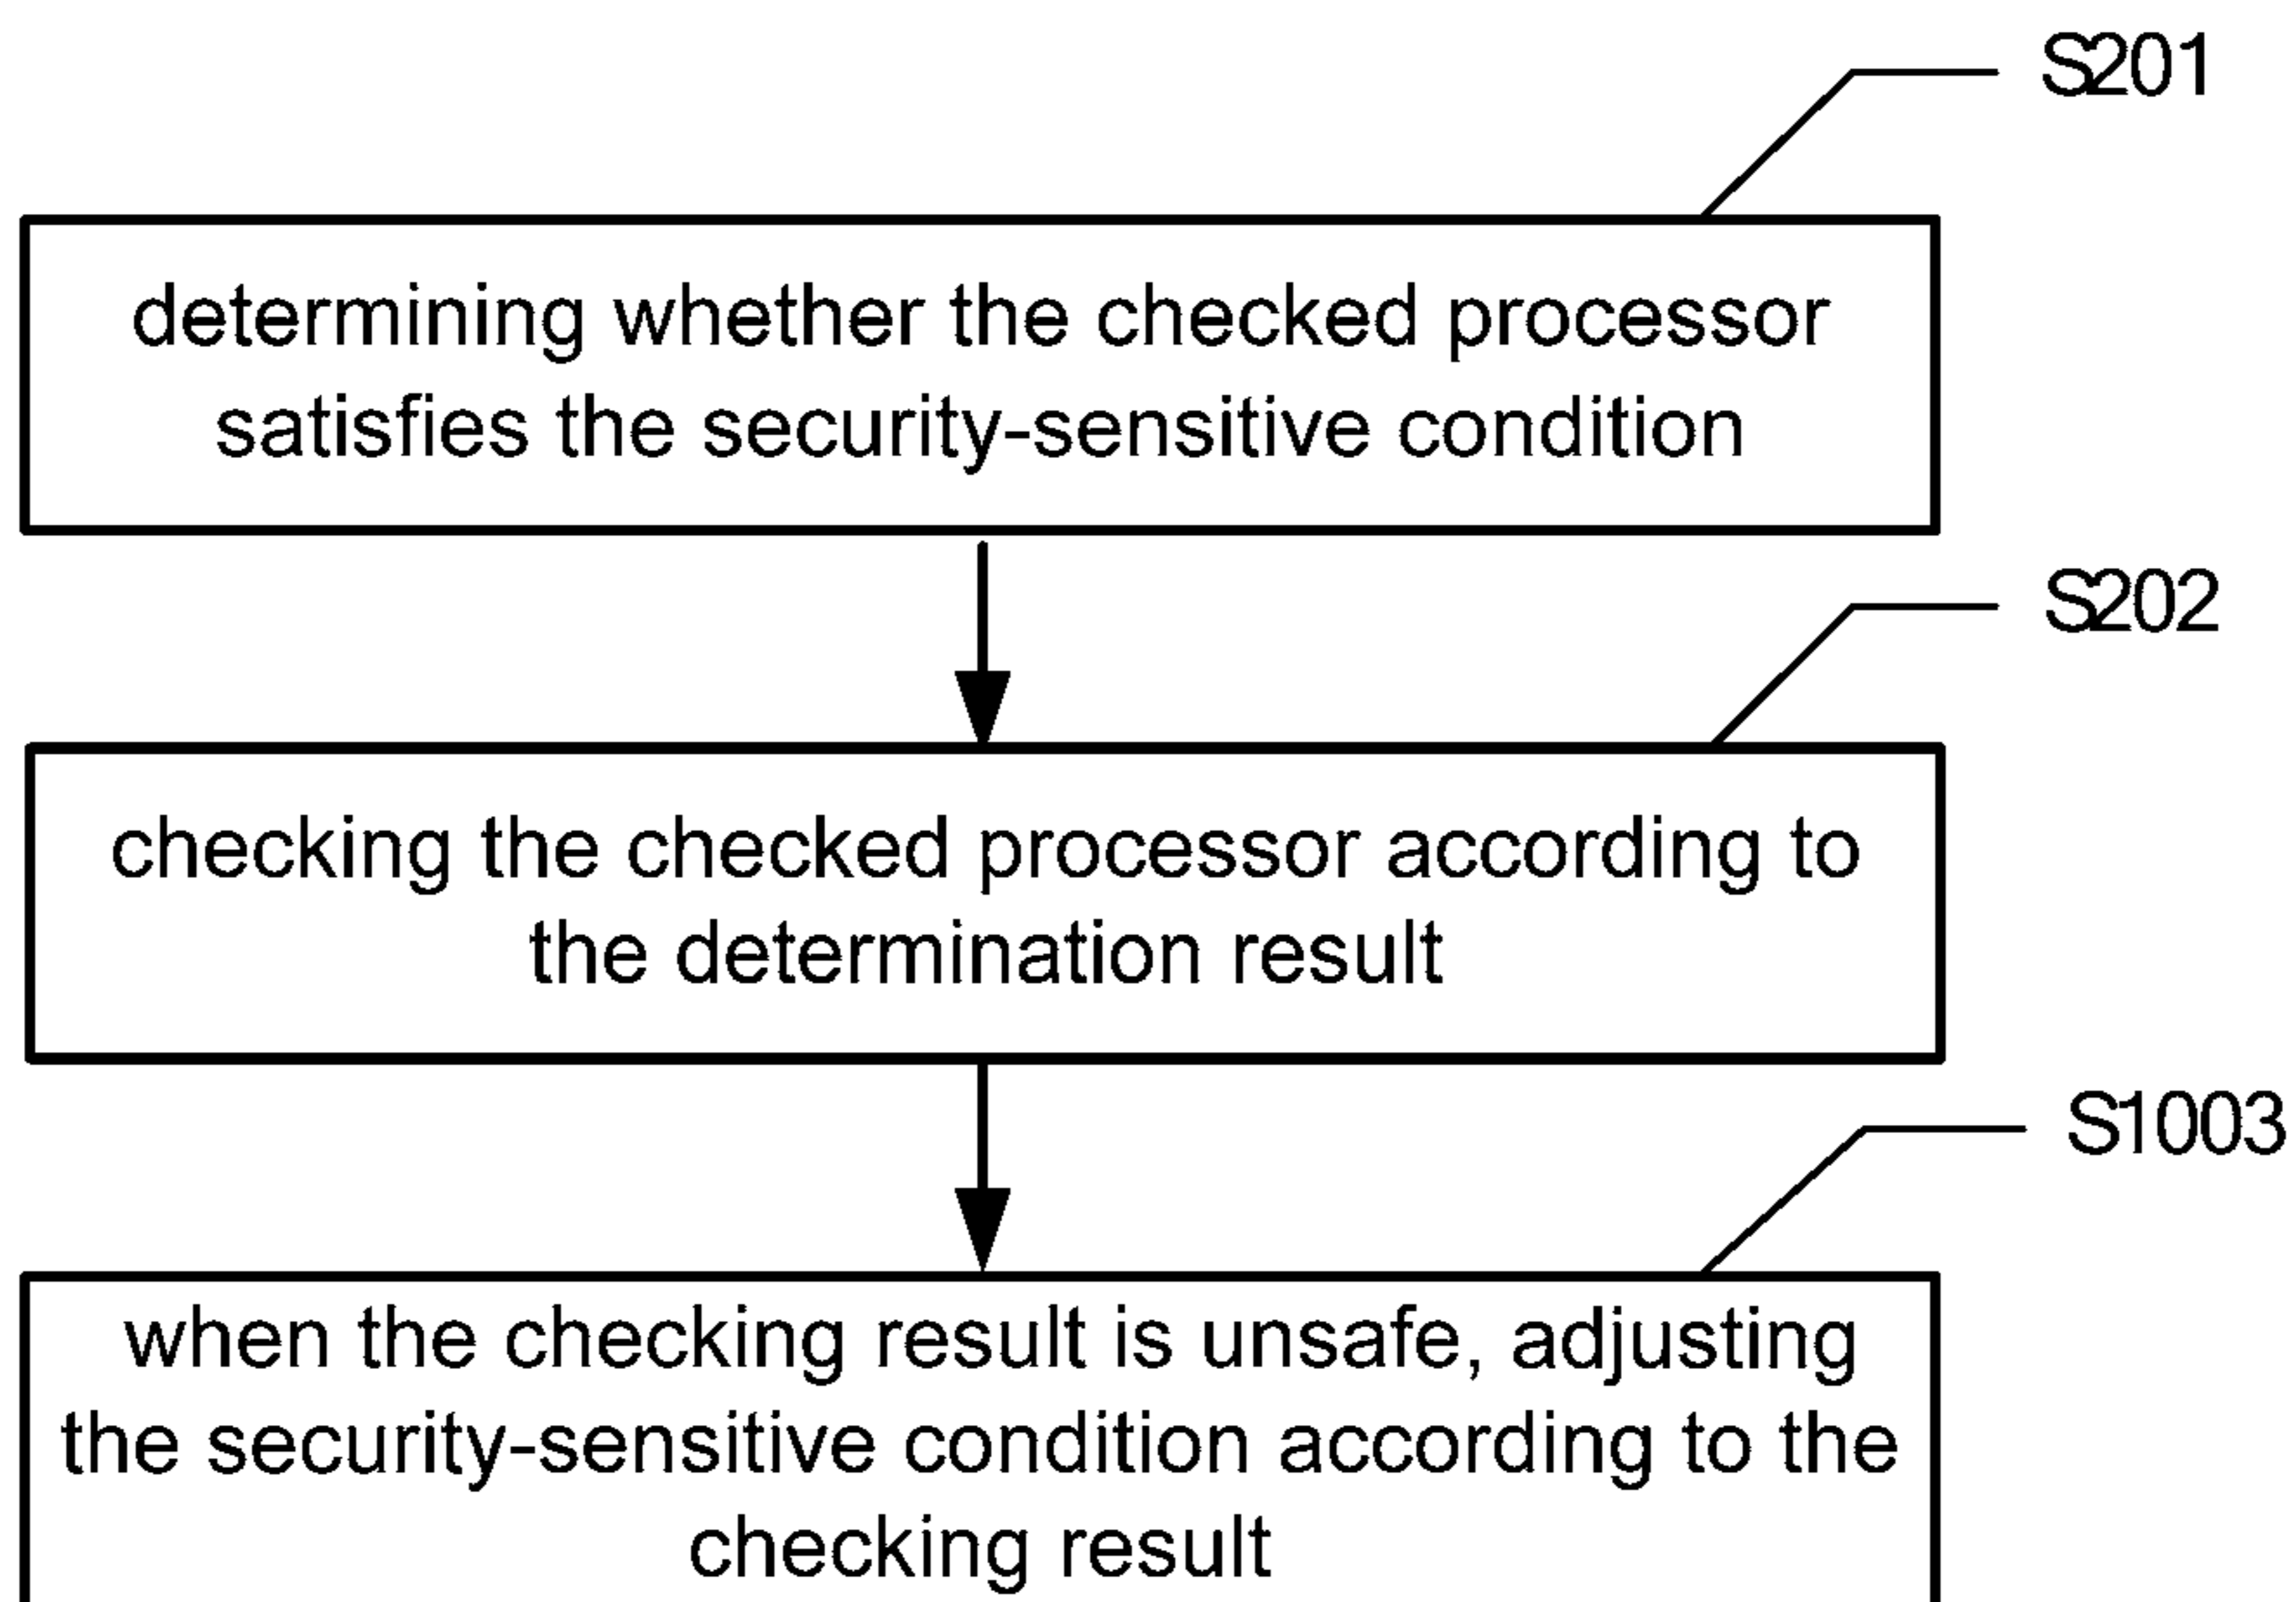 S201
determining whether the checked processor
satisfies the security-sensitive condition
S202
checking the checked processor according to
the determination result
S1003
when the checking result is unsafe, adjusting
the security-sensitive condition according to the
checking result